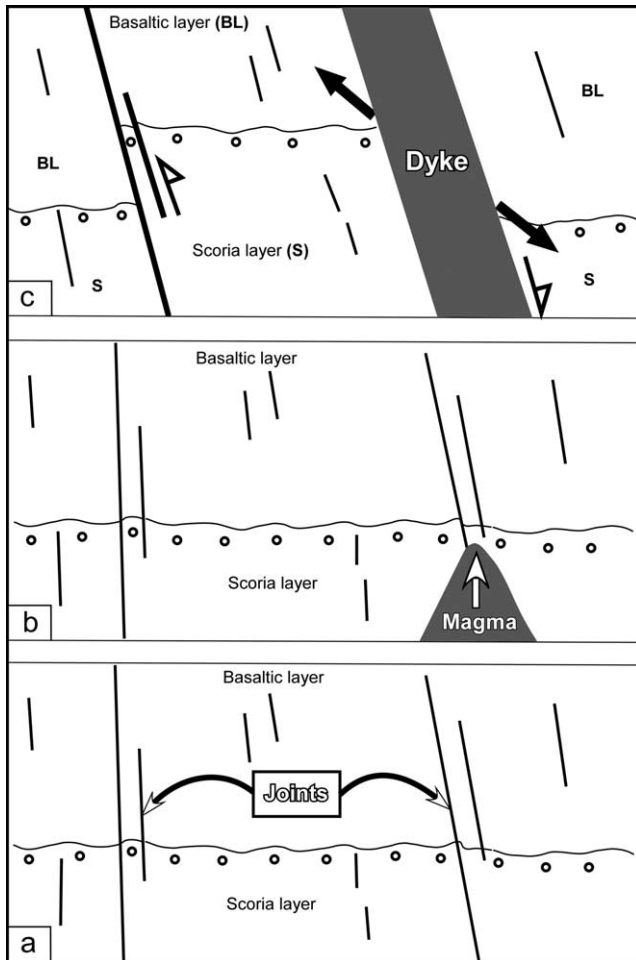 Basaltic layer (BL)
BL
BL
Dyke
Scoria layer (S)
S
S
c
Basaltic layer
Scoria layer
Magma
b
Basaltic layer
Joints
Scoria layer
a